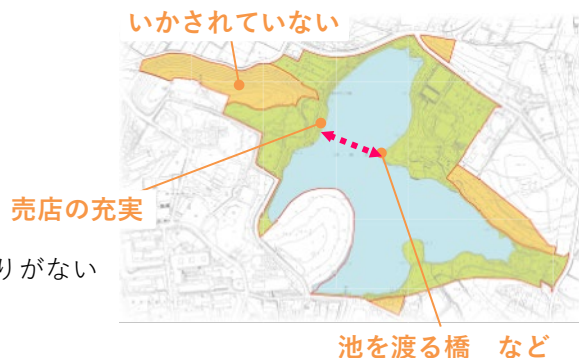 いかされていない
売店の充実
りがない
池を渡る橋　など